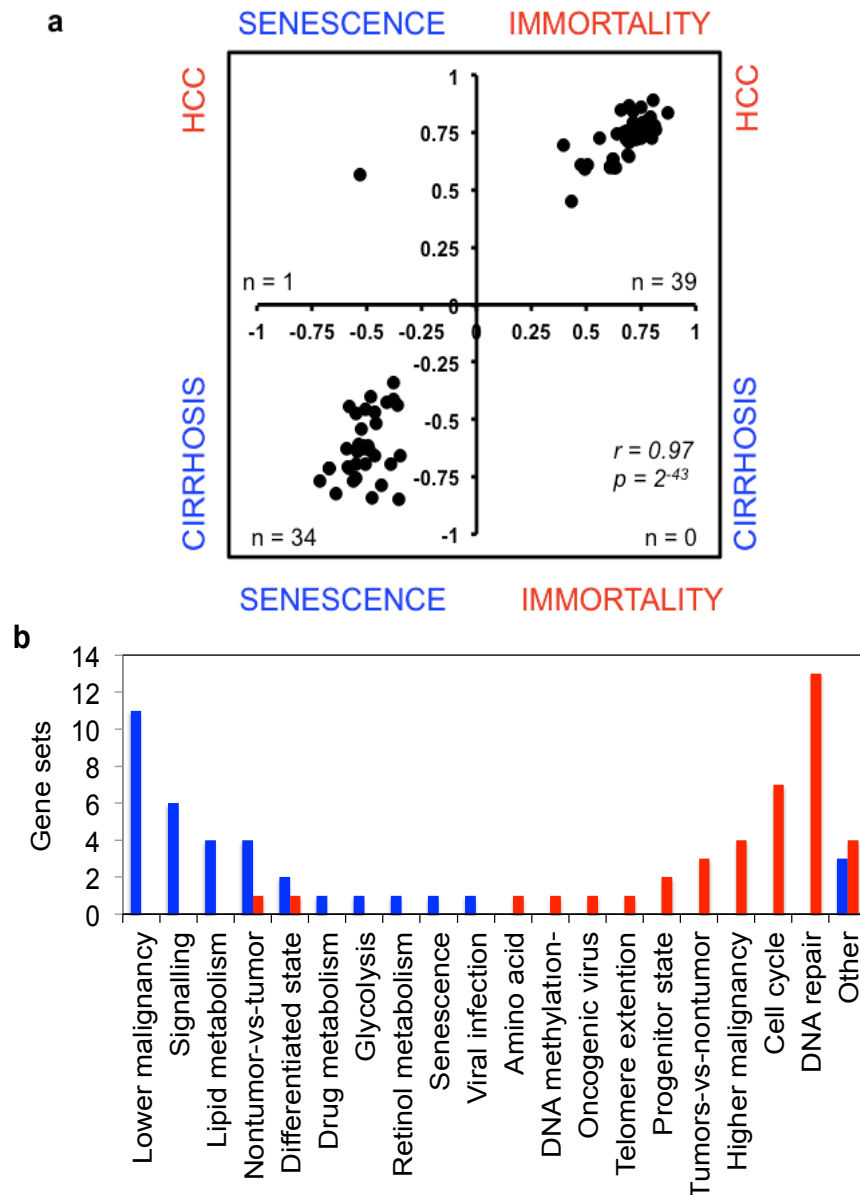 a
SENESCENCE IMMORTALITY
HCC
HCC
1
0.75
0.5
0.25
n = 1
n = 39
0
-1 -0.75 -0.5 -0.25 0 0.25 0.5 0.75 1
-0.25
-0.5
-0.75
-1
CIRRHOSIS
CIRRHOSIS
r = 0.97
p = 2-43
n = 34
n = 0
SENESCENCE IMMORTALITY
b
Gene sets
14
12
10
8
6
4
2
0
Lower malignancy
Signalling
Lipid metabolism
Nontumor-vs-tumor
Differentiated state
Drug metabolism
Glycolysis
Retinol metabolism
Senescence
Viral infection
Amino acid
DNA methylation-
Oncogenic virus
Telomere extention
Progenitor state
Tumors-vs-nontumor
Higher malignancy
Cell cycle
DNA repair
Other